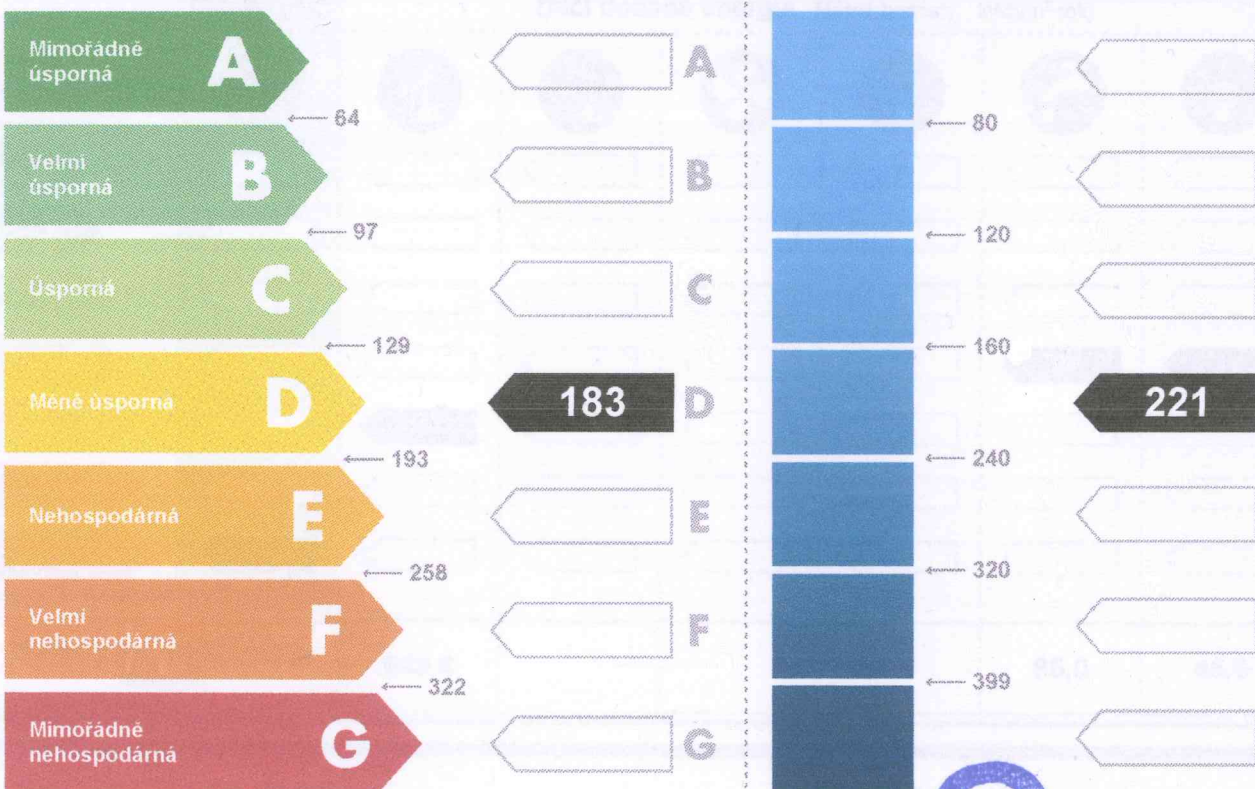 Mimořádně
úsporná
A
A
64
80
Velmi
úsporná
B
B
97
120
Úsporná
C
C
129
160
Méně úsporná
D
183
D
221
193
240
Nehospodárná
E
E
258
320
Velmi
nehospodárná
F
F
322
399
Mimořádně
nehospodárná
G
G